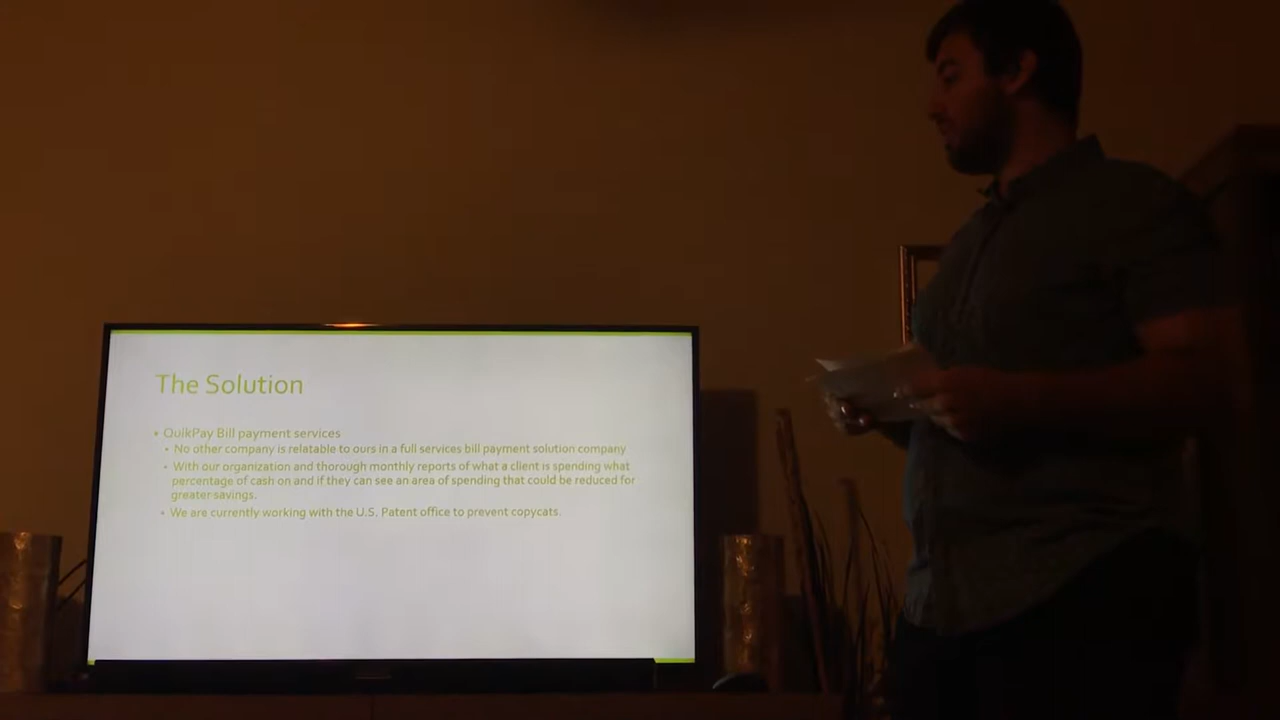 The Solution
• QuikPay Bill payment services
• No other company is relatable to ours in a full services bill payment solution company
• With our organization and thorough monthly reports of what a client is spending what
percentage of cash on and if they can see an area of spending that could be reduced for
greater savings.
• We are currently working with the U.S. Patent office to prevent copycats.